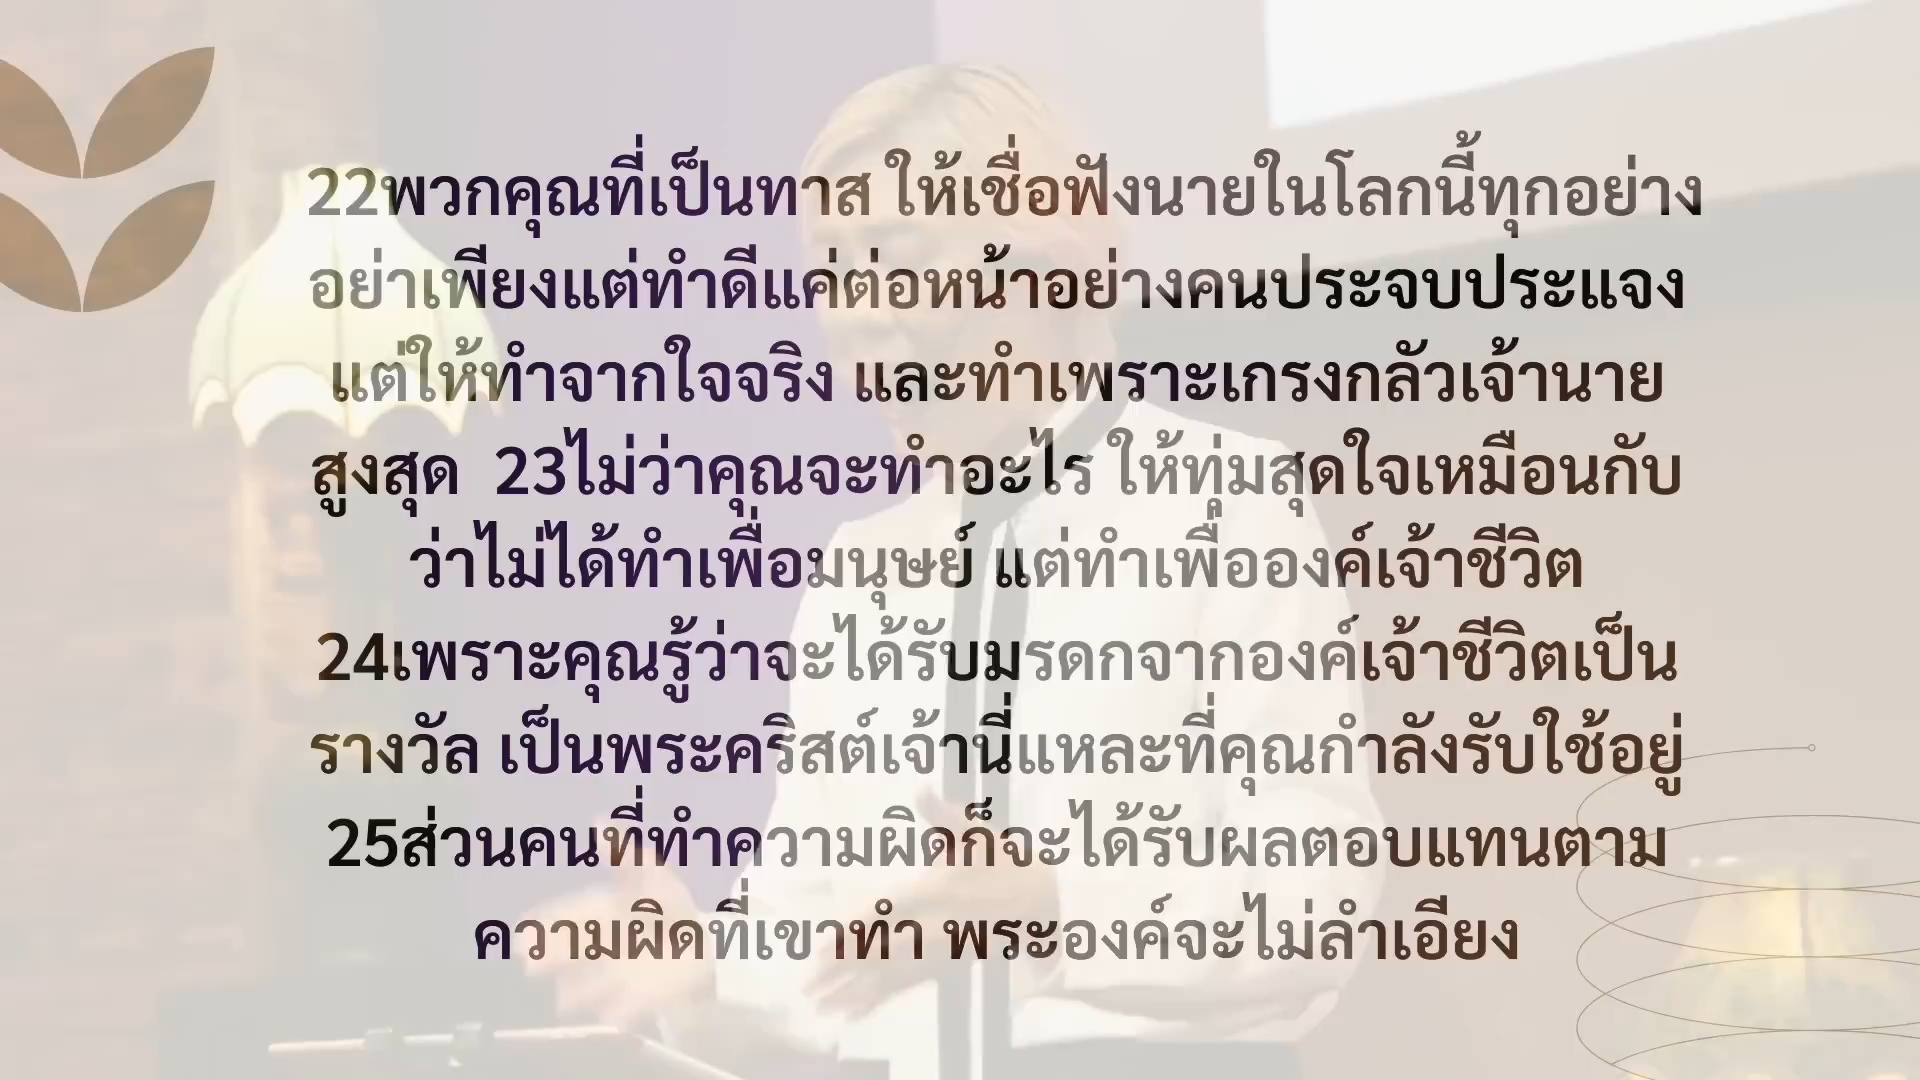 22พวกคุณที่เป็นทาส ให้เชื่อฟังนายในโลกนี้ทุกอย่าง
อย่าเพียงแต่ทำดีแค่ต่อหน้าอย่างคนประจบประแจง
แต่ให้ทำจากใจจริง และทำเพราะเกรงกลัวเจ้านาย
สูงสุด 23ไม่ว่าคุณจะทำอะไร ให้ทุ่มสุดใจเหมือนกับ
ว่าไม่ได้ทำเพื่อมนุษย์ แต่ทำเพื่อองค์เจ้าชีวิต
24เพราะคุณรู้ว่าจะได้รับมรดกจากองค์เจ้าชีวิตเป็น
รางวัล เป็นพระคริสต์เจ้านี่แหละที่คุณกำลังรับใช้อยู่
25ส่วนคนที่ทำความผิดก็จะได้รับผลตอบแทนตาม
ความผิดที่เขาทำ พระองค์จะไม่ลำเอียง